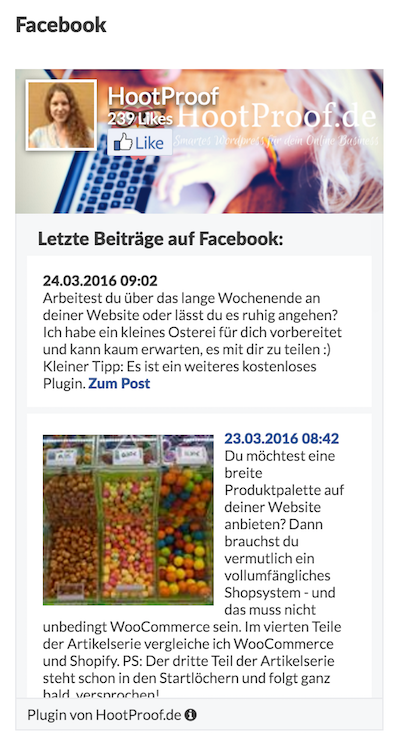 Facebook
HootProof
239 Likes
HootProof.de
Smartes Wordpress für dein Online Business
Like
Letzte Beiträge auf Facebook:
24.03.2016 09:02
Arbeitest du über das lange Wochenende an
deiner Website oder lässt du es ruhig angehen?
Ich habe ein kleines Osterei für dich vorbereitet
und kann kaum erwarten, es mit dir zu teilen :)
Kleiner Tipp: Es ist ein weiteres kostenloses
Plugin. Zum Post
23.03.2016 08:42
Du möchtest eine
breite
Produktpalette auf
deiner Website
anbieten? Dann
brauchst du
vermutlich ein
vollumfängliches
Shopsystem - und
das muss nicht
unbedingt WooCommerce sein. Im vierten Teile
der Artikelserie vergleiche ich WooCommerce
und Shopify. PS: Der dritte Teil der Artikelserie
steht schon in den Startlöchern und folgt ganz
bald, versprochen!
Plugin von HootProof.de